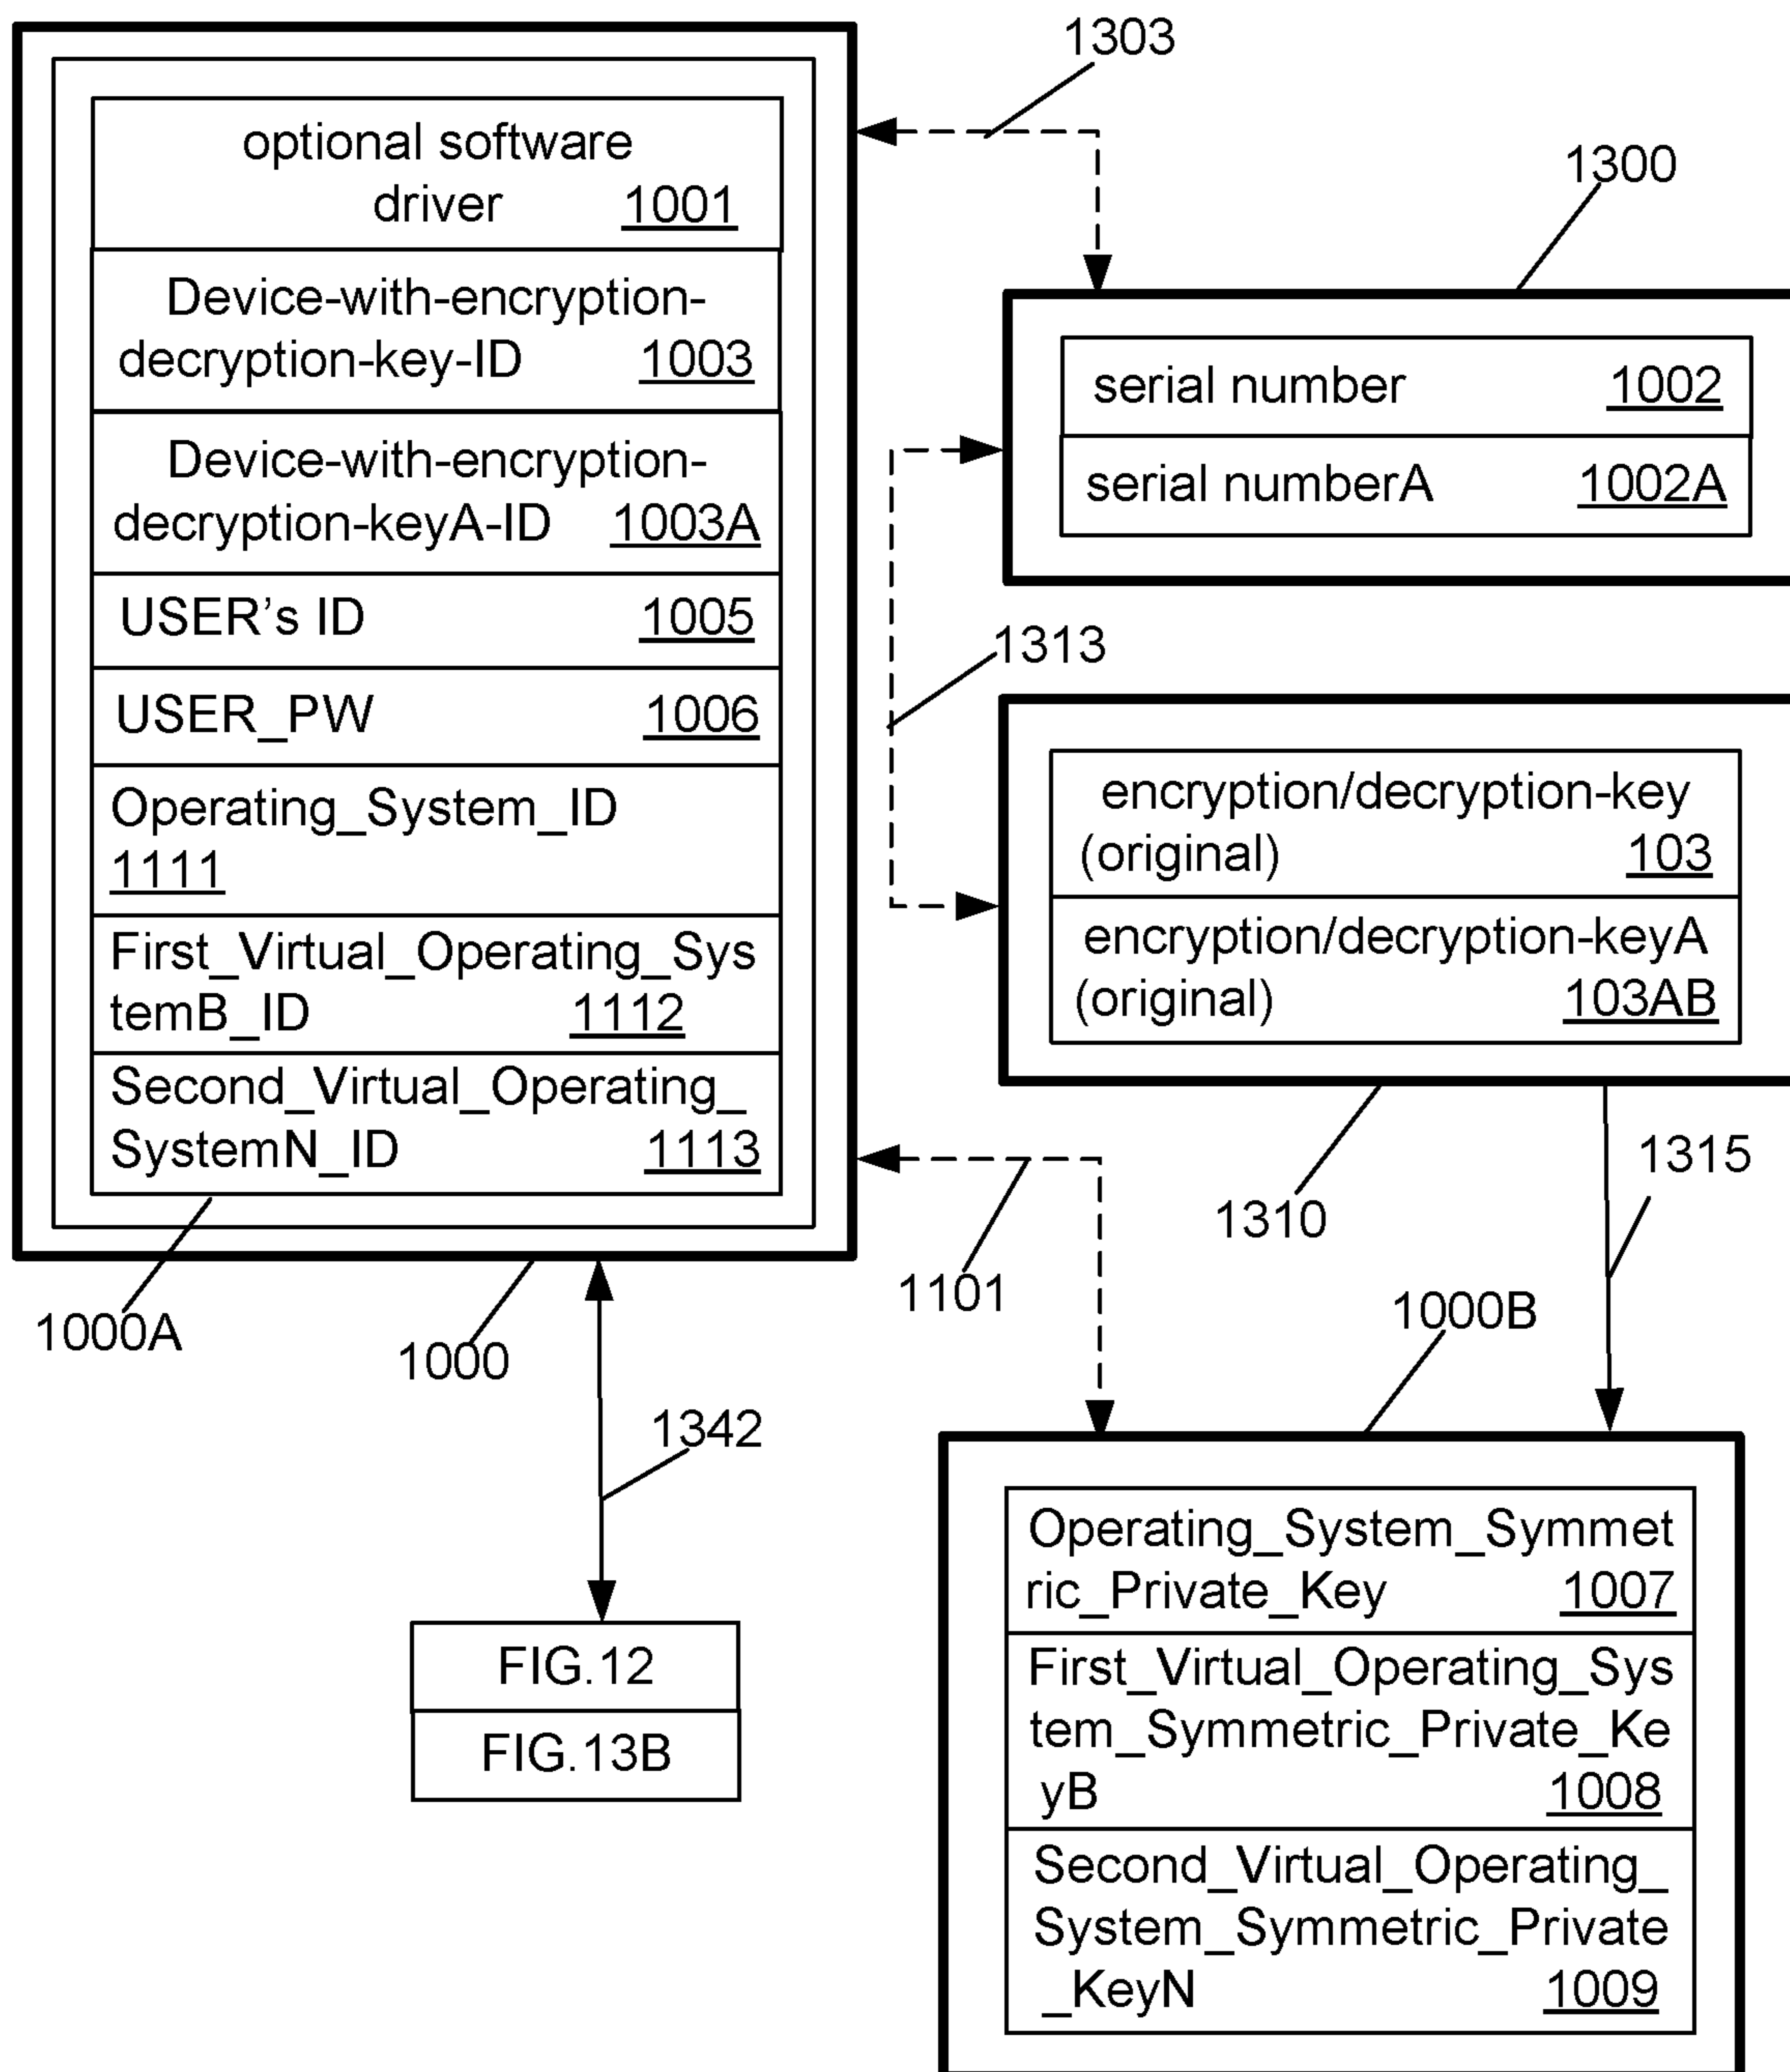 optional software
driver 1001
Device-with-encryption-
decryption-key-ID 1003
Device-with-encryption-
decryption-keyA-ID 1003A
USER's ID 1005
USER_PW 1006
Operating_System_ID
1111
First_Virtual_Operating_Sys
temB_ID 1112
Second_Virtual_Operating_
SystemN_ID 1113
1000A
1000
1342
FIG.12
FIG.13B
1303
1300
serial number 1002
serial numberA 1002A
1313
encryption/decryption-key
(original) 103
encryption/decryption-keyA
(original) 103AB
1310
1315
1101
1000B
Operating_System_Symmet
ric_Private_Key 1007
First_Virtual_Operating_Sys
tem_Symmetric_Private_Ke
yB 1008
Second_Virtual_Operating_
System_Symmetric_Private
_KeyN 1009